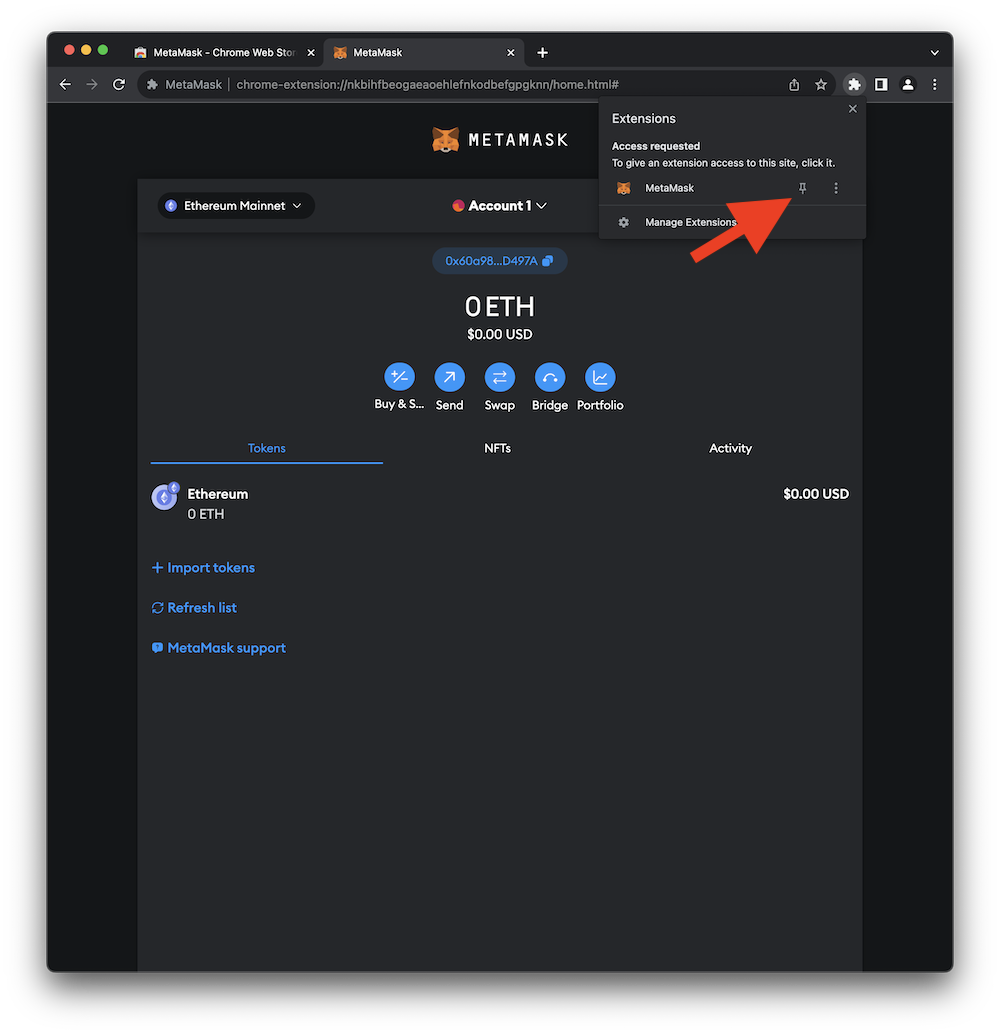 MetaMask - Chrome Web Stor
MetaMask
MetaMask
chrome-extension://nkbihfbeogaeaoehlefnkodbefgpgknn/home.html#
Extensions
Access requested
To give an extension access to this site, click it.
MetaMask
Manage Extensions
METAMASK
Ethereum Mainnet
Account 1
0x60a98...D497A
0 ETH
$0.00 USD
Buy & S...
Send
Swap
Bridge
Portfolio
Tokens
NFTs
Activity
Ethereum
$0.00 USD
0 ETH
Import tokens
Refresh list
MetaMask support